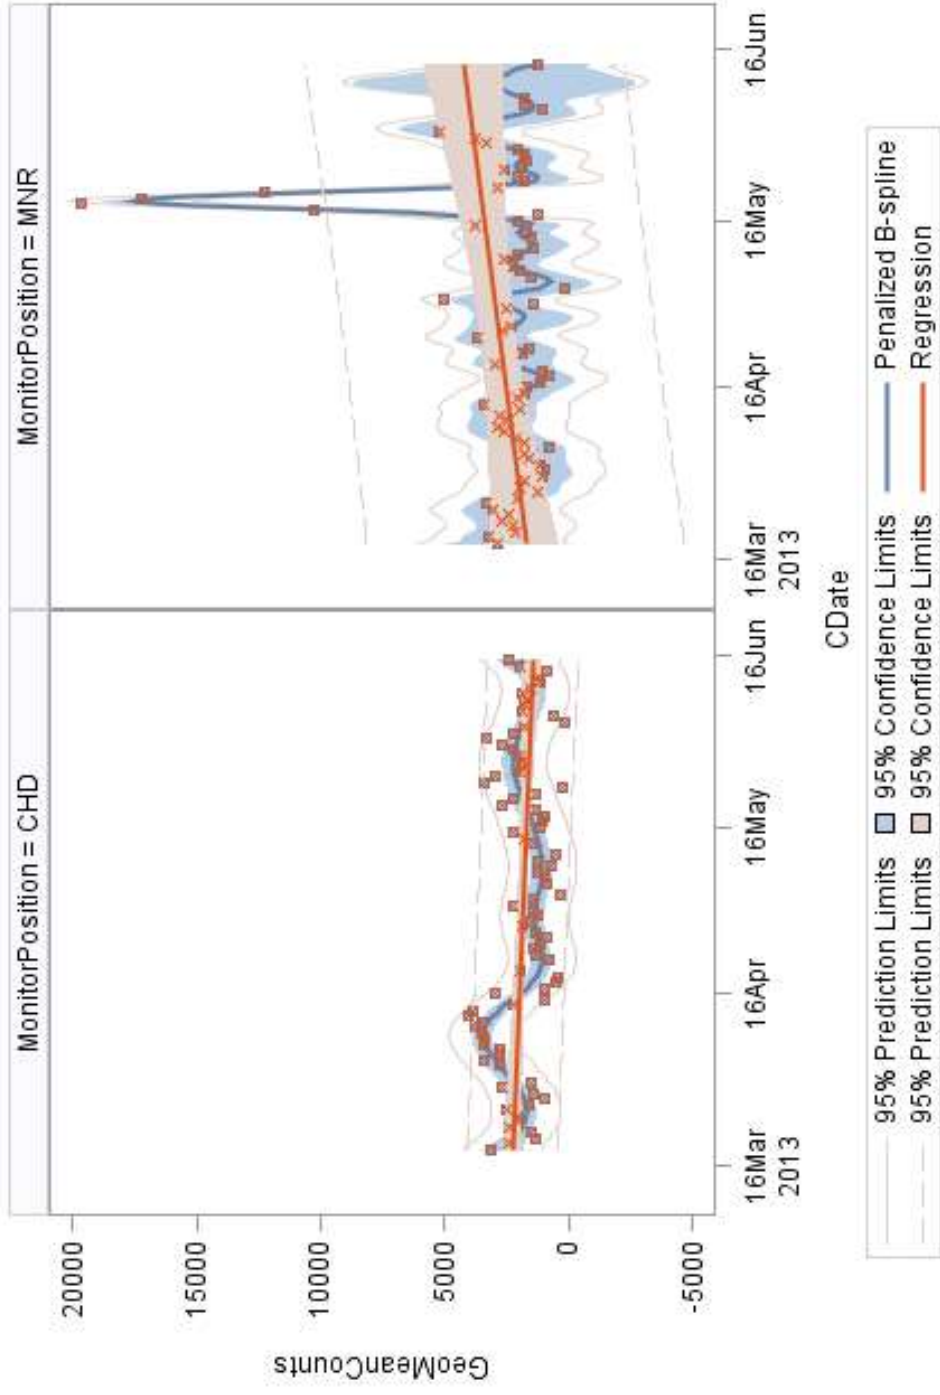 MonitorPosition = CHD
MonitorPosition = MNR
GeoMeanCounts
20000
15000
10000
5000
0
-5000
16Mar
2013
16Apr
16May
16Jun
16Mar
2013
16Apr
16May
16Jun
CDate
95% Prediction Limits
95% Confidence Limits
Penalized B-spline
95% Prediction Limits
95% Confidence Limits
Regression